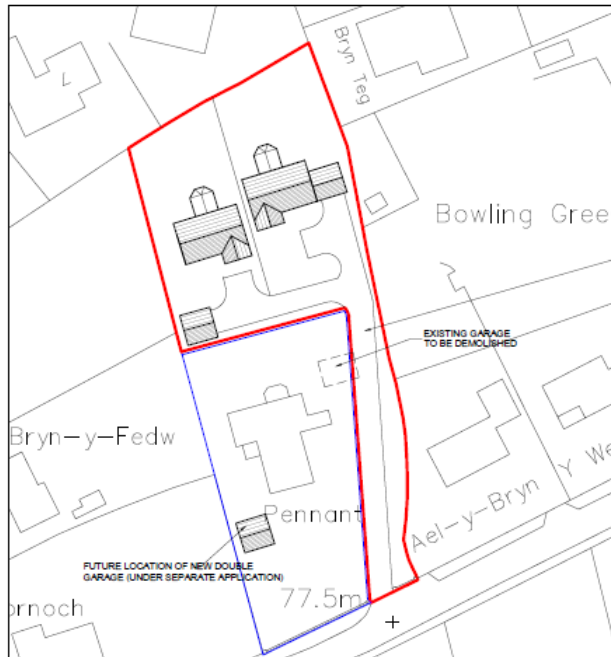 Bryn Teg
Bowling Gree
EXISTING GARAGE
TO BE DEMOLISHED
Bryn-y-Fedw
Y We
Ael-y-Bryn
Pennant
FUTURE LOCATION OF NEW DOUBLE
GARAGE (UNDER SEPARATE APPLICATION)
77.5m
ornoch